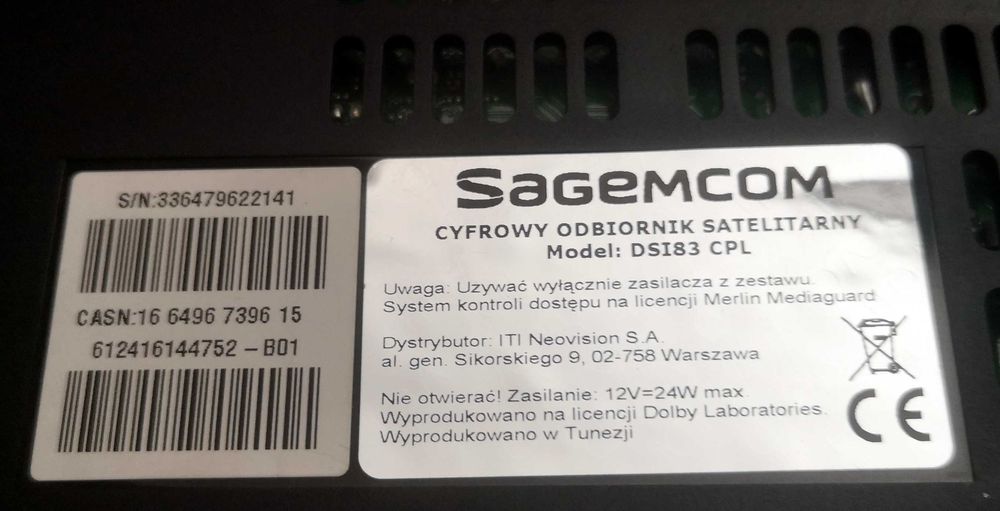 S/N:336479622141
CASN:16 6496 7396 15
612416144752 – B01
SAGEMCOM
CYFROWY ODBIORNIK SATELITARNY
Model: DSI83 CPL
Uwaga: Uzywać wyłącznie zasilacza z zestawu.
System kontroli dostępu na licencji Merlin Mediaguard
Dystrybutor: ITI Neovision S.A.
al. gen. Sikorskiego 9, 02-758 Warszawa
Nie otwierać! Zasilanie: 12V=24W max.
Wyprodukowano na licencji Dolby Laboratories.
Wyprodukowano w Tunezji
CE